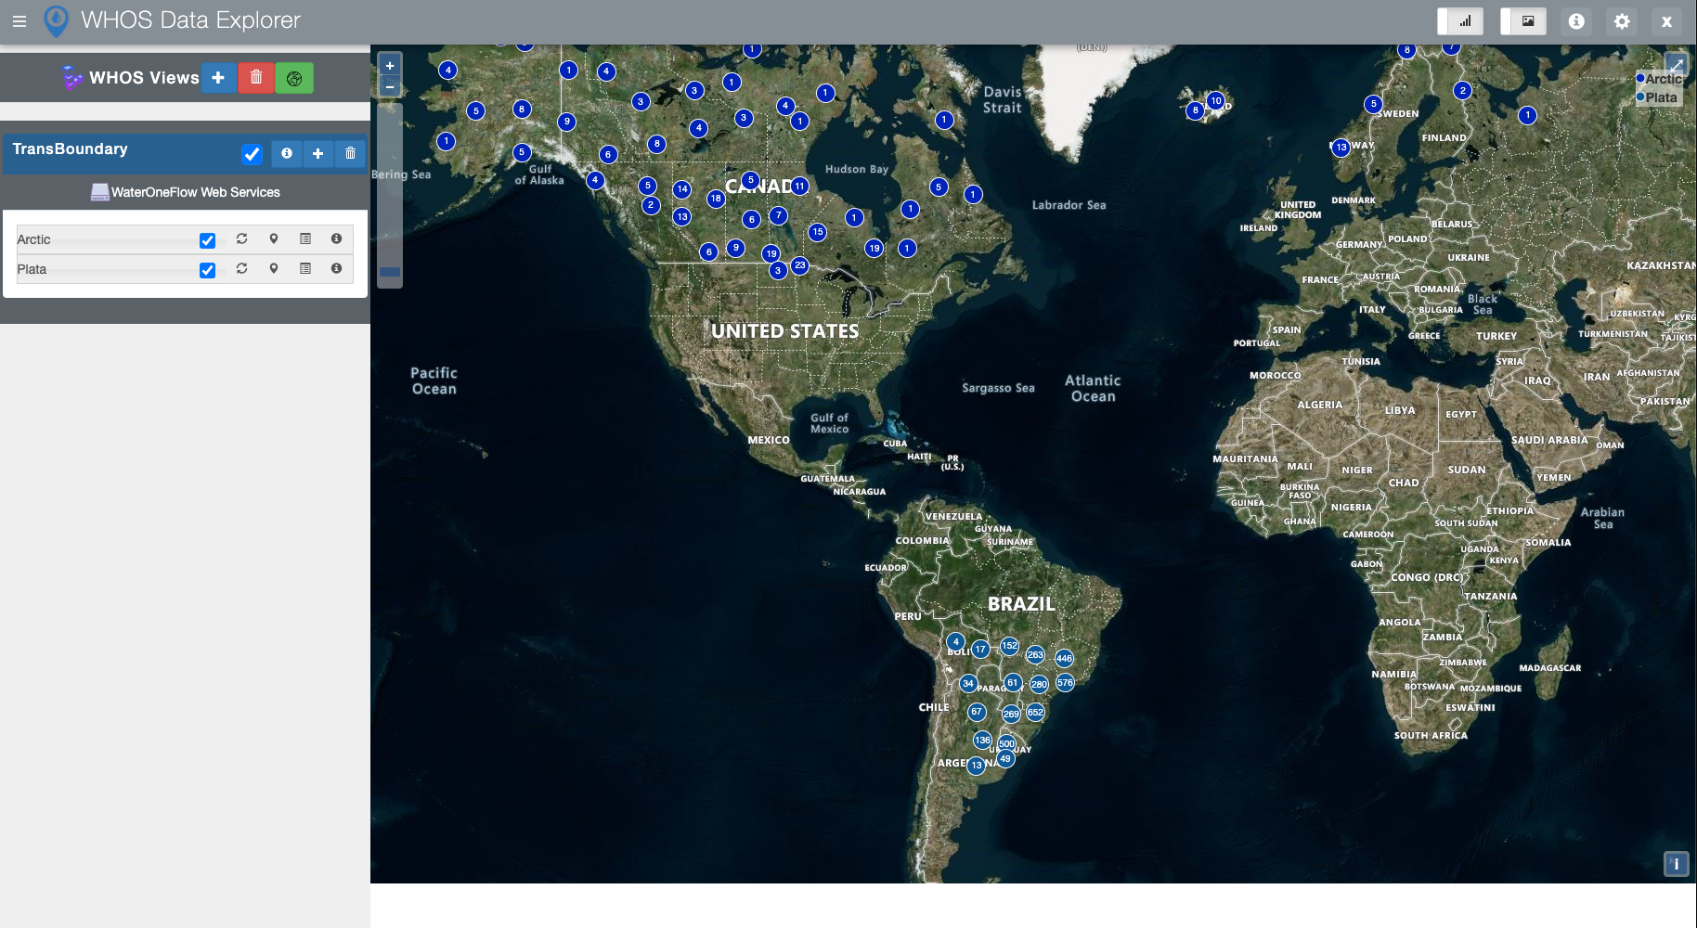 WHOS Data Explorer
x
WHOS Views
TransBoundary
WaterOneFlow Web Services
Arctic
Plata
+
−
Arctic
Plata
(DEN.)
1
8
7
4
1
4
1
3
3
1
2
5
8
3
4
1
8
10
5
SWEDEN
9
4
3
1
1
1
FINLAND
1
8
13
5
6
Gulf
of Alaska
Bering Sea
Hudson Bay
Davis
Strait
Labrador Sea
4
5
14
5
11
5
1
2
13
18
6
7
1
1
15
6
9
19
19
1
3
23
UNITED
KINGDOM
DENMARK
IRELAND
BELARUS
GERMANY
POLAND
UKRAINE
FRANCE
AUSTRIA
ROMANIA
ITALY
BULGARIA
Black
Sea
SPAIN
PORTUGAL
GREECE
TURKEY
UZBEKISTAN
TURKMENISTAN
UNITED STATES
Pacific
Ocean
Sargasso Sea
Atlantic
Ocean
Gulf of
Mexico
MEXICO
CUBA
HAITI
PR
(U.S.)
GUATEMALA
NICARAGUA
TUNISIA
SYRIA
MOROCCO
IRAQ
IRAN
AFGHANISTAN
PAKISTAN
ALGERIA
LIBYA
EGYPT
SAUDI ARABIA
OMAN
MAURITANIA
MALI
NIGER
CHAD
SUDAN
YEMEN
BURKINA
FASO
GUINEA
GHANA
NIGERIA
ETHIOPIA
SOUTH SUDAN
CAMEROON
SOMALIA
Arabian
Sea
UGANDA
KENYA
GABON
CONGO (DRC)
TANZANIA
ANGOLA
ZAMBIA
ZIMBABWE
NAMIBIA
BOTSWANA
MOZAMBIQUE
MADAGASCAR
ESWATINI
SOUTH AFRICA
VENEZUELA
GUYANA
SURINAME
COLOMBIA
ECUADOR
BRAZIL
PERU
4
17
152
263
446
34
61
280
576
CHILE
67
269
652
136
500
49
13
i